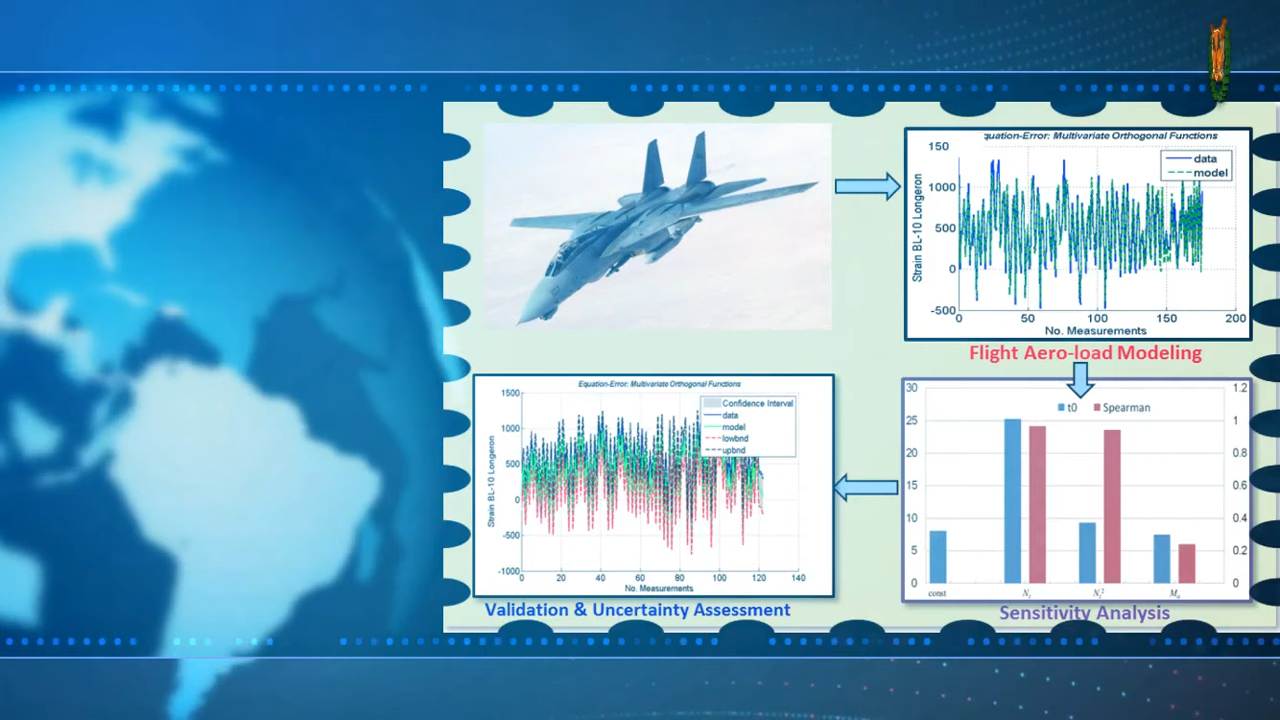 quation-Error: Multivariate Orthogonal Functions
150
1000
500
0
-500
Strain BL-10 Longeron
data
model
0 50 100 150 200
No. Measurements
Flight Aero-load Modeling
Equation-Error: Multivariate Orthogonal Functions
1500
1000
500
0
-500
-1000
Strain BL-10 Longeron
Confidence Interval
data
model
lowbnd
upbnd
0 20 40 60 80 100 120 140
No. Measurements
Validation & Uncertainty Assessment
30
25
20
15
10
5
0
t0 Spearman
1.2
1
0.8
0.6
0.4
0.2
0
const
Sensitivity Analysis